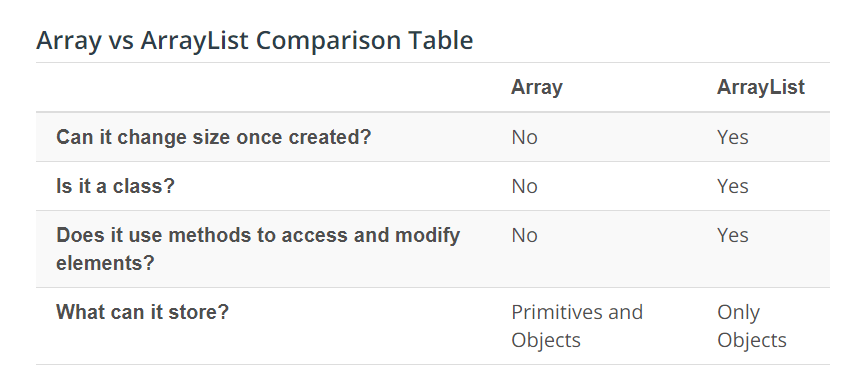 Array vs ArrayList Comparison Table
Array ArrayList
Can it change size once created? No Yes
Is it a class? No Yes
Does it use methods to access and modify No Yes
elements?
What can it store? Primitives and Only
Objects Objects